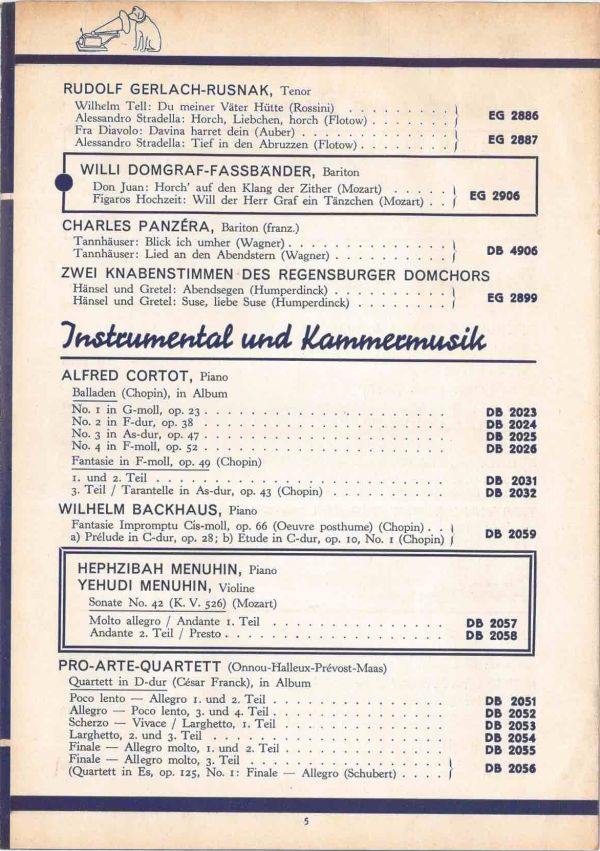 RUDOLF GERLACH-RUSNAK, Tenor
Wilhelm Tell: Du meiner Väter Hütte (Rossini) . . . . . . . . }
Alessandro Stradella: Horch, Liebchen, horch (Flotow) . . . . . } EG 2886
Fra Diavolo: Davina harret dein (Auber) . . . . . . . . . . . }
Alessandro Stradella: Tief in den Abruzzen (Flotow) . . . . . . } EG 2887
WILLI DOMGRAF-FASSBÄNDER, Bariton
Don Juan: Horch' auf den Klang der Zither (Mozart) . . . . . }
Figaros Hochzeit: Will der Herr Graf ein Tänzchen (Mozart) . . } EG 2906
CHARLES PANZÉRA, Bariton (franz.)
Tannhäuser: Blick ich umher (Wagner) . . . . . . . . . . . . }
Tannhäuser: Lied an den Abendstern (Wagner) . . . . . . . . . } DB 4906
ZWEI KNABENSTIMMEN DES REGENSBURGER DOMCHORS
Hänsel und Gretel: Abendsegen (Humperdinck) . . . . . . . . . }
Hänsel und Gretel: Suse, liebe Suse (Humperdinck) . . . . . . . } EG 2899
Instrumental und Kammermusik
ALFRED CORTOT, Piano
Balladen (Chopin), in Album
No. 1 in G-moll, op. 23 . . . . . . . . . . . . . . . . . . DB 2023
No. 2 in F-dur, op. 38 . . . . . . . . . . . . . . . . . . DB 2024
No. 3 in As-dur, op. 47 . . . . . . . . . . . . . . . . . . DB 2025
No. 4 in F-moll, op. 52 . . . . . . . . . . . . . . . . . . DB 2026
Fantasie in F-moll, op. 49 (Chopin)
1. und 2. Teil . . . . . . . . . . . . . . . . . . . . . DB 2031
3. Teil / Tarantelle in As-dur, op. 43 (Chopin) . . . . . . . . . DB 2032
WILHELM BACKHAUS, Piano
Fantasie Impromptu Cis-moll, op. 66 (Oeuvre posthume) (Chopin) . . }
a) Prélude in C-dur, op. 28; b) Etude in C-dur, op. 10, No. 1 (Chopin) } DB 2059
HEPHZIBAH MENUHIN, Piano
YEHUDI MENUHIN, Violine
Sonate No. 42 (K. V. 526) (Mozart)
Molto allegro / Andante 1. Teil . . . . . . . . . . . . . . DB 2057
Andante 2. Teil / Presto . . . . . . . . . . . . . . . . . DB 2058
PRO-ARTE-QUARTETT (Onnou-Halleux-Prévost-Maas)
Quartett in D-dur (César Franck), in Album
Poco lento — Allegro 1. und 2. Teil . . . . . . . . . . . . . DB 2051
Allegro — Poco lento, 3. und 4. Teil . . . . . . . . . . . . . DB 2052
Scherzo — Vivace / Larghetto, 1. Teil . . . . . . . . . . . . DB 2053
Larghetto, 2. und 3. Teil . . . . . . . . . . . . . . . . . DB 2054
Finale — Allegro molto, 1. und 2. Teil . . . . . . . . . . . . DB 2055
Finale — Allegro molto, 3. Teil . . . . . . . . . . . . . . . }
(Quartett in Es, op. 125, No. 1: Finale — Allegro (Schubert) . . . . } DB 2056
5